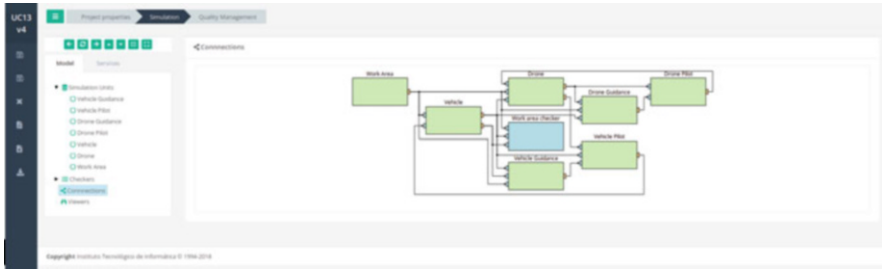 UC13
v4
Project properties
Simulation
Quality Management
Model
Services
Simulation Units
Vehicle Guidance
Vehicle Pilot
Drone Guidance
Drone Pilot
Vehicle
Drone
Work Area
Checkers
Connnections
Viewers
Connnections
Work Area
Vehicle
Drone
Work area checker
Vehicle Guidance
Drone Guidance
Vehicle Pilot
Drone Pilot
Copyright Instituto Tecnológico de Informática © 1994-2018